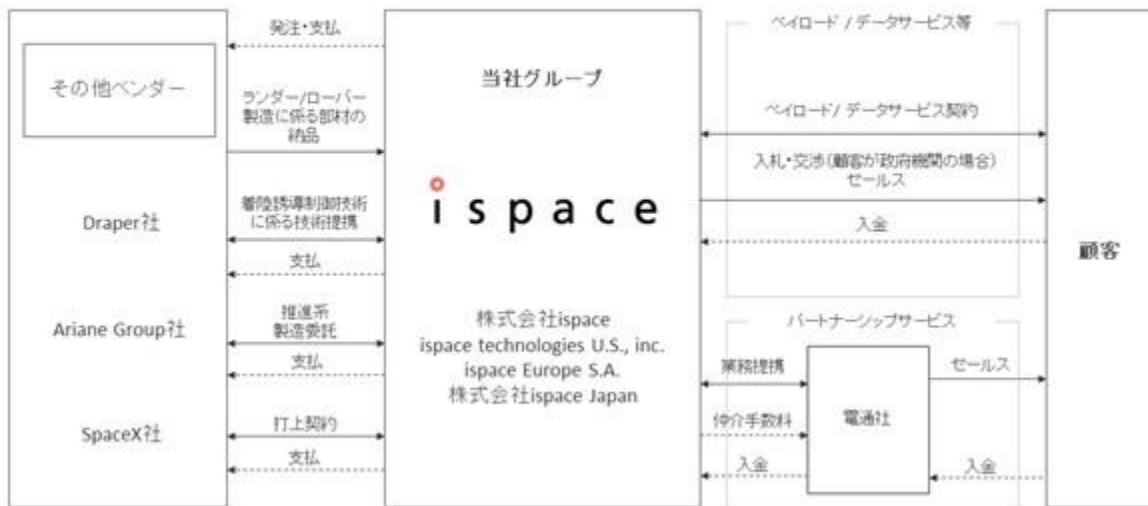 その他ベンダー
Draper社
Ariane Group社
SpaceX社
発注・支払
ランダー/ローバー
製造に係る部材の
納品
着陸誘導制御技術
に係る技術提携
支払
推進系
製造委託
支払
打上契約
支払
当社グループ
ispace
株式会社ispace
ispace technologies U.S., inc.
ispace Europe S.A.
株式会社ispace Japan
ペイロード / データサービス等
ペイロード / データサービス契約
入札・交渉(顧客が政府機関の場合)
セールス
入金
パートナーシップサービス
業務提携
仲介手数料
入金
電通社
セールス
入金
顧客